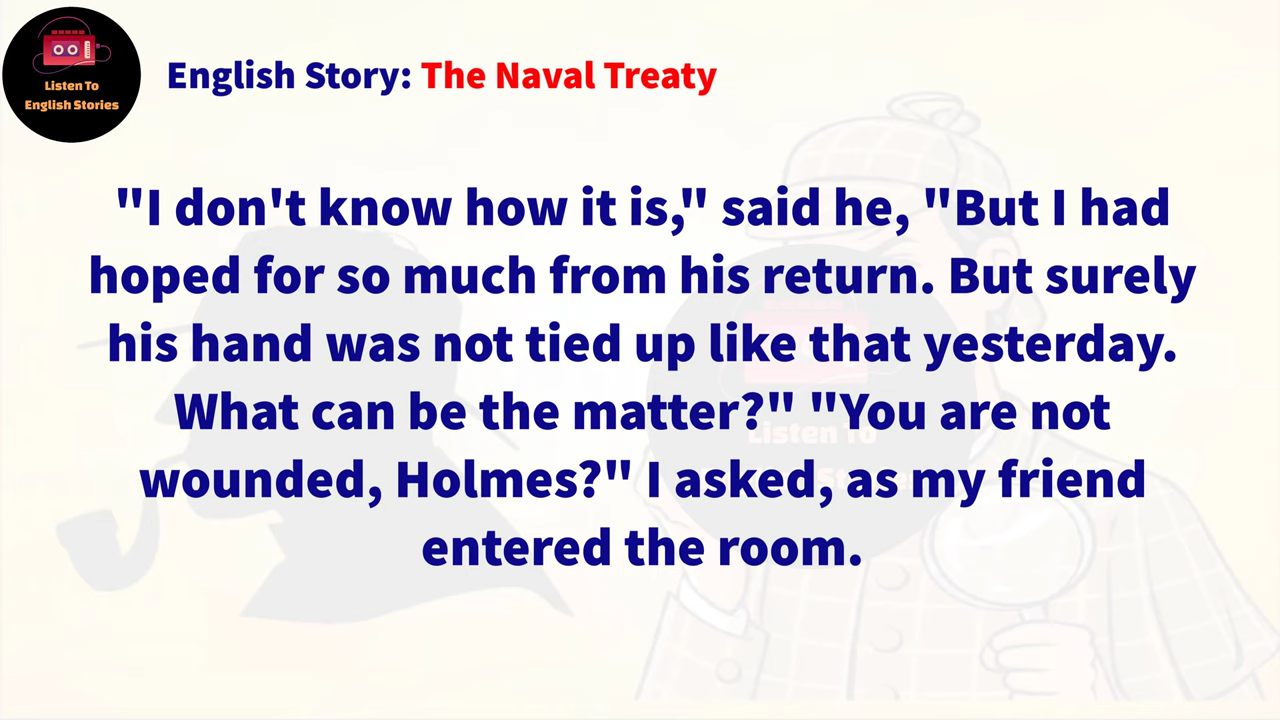 Listen To
English Stories
English Story: The Naval Treaty
"I don't know how it is," said he, "But I had
hoped for so much from his return. But surely
his hand was not tied up like that yesterday.
What can be the matter?" "You are not
wounded, Holmes?" I asked, as my friend
entered the room.
Listen To